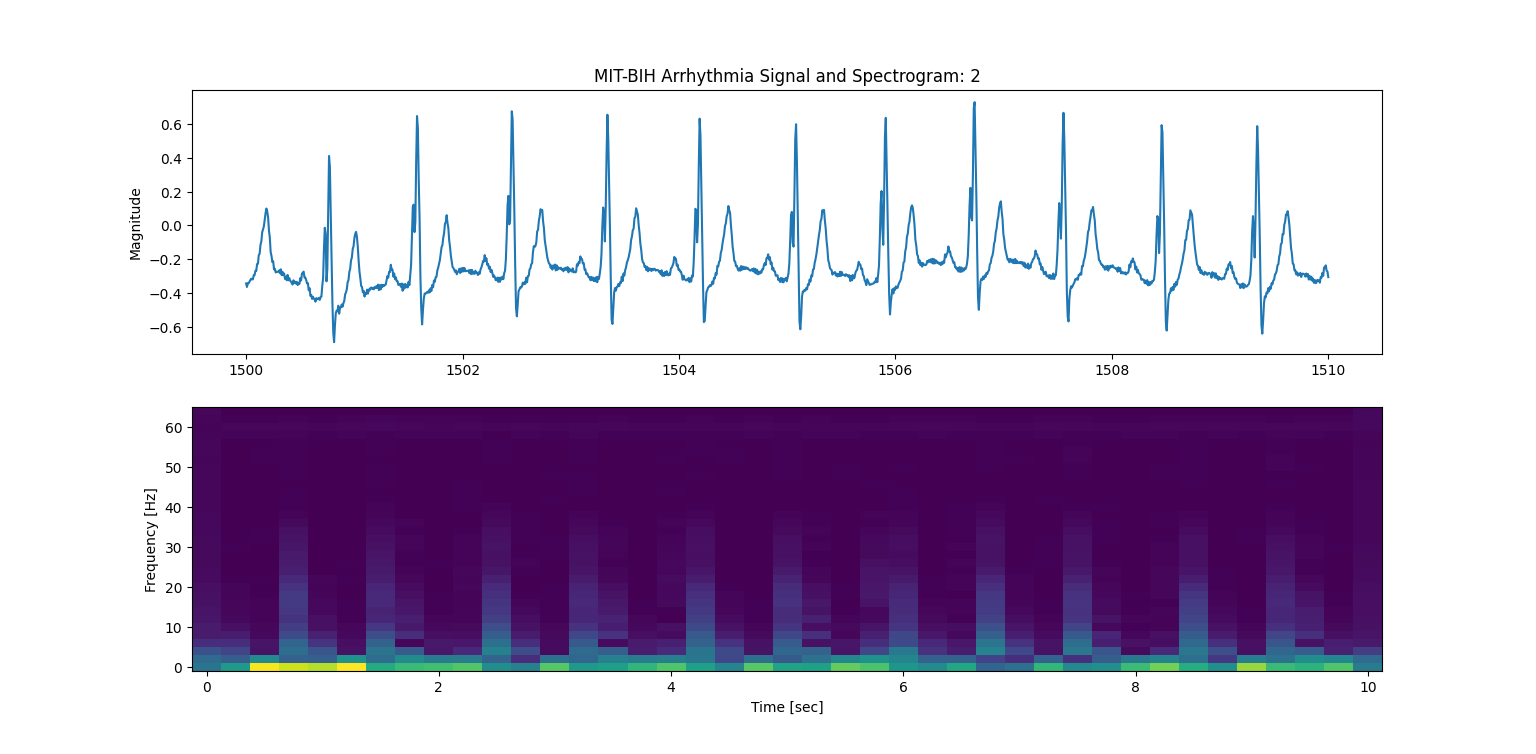 MIT-BIH Arrhythmia Signal and Spectrogram: 2
Magnitude
0.6
0.4
0.2
0.0
−0.2
−0.4
−0.6
1500 1502 1504 1506 1508 1510
Frequency [Hz]
60
50
40
30
20
10
0
0 2 4 6 8 10
Time [sec]